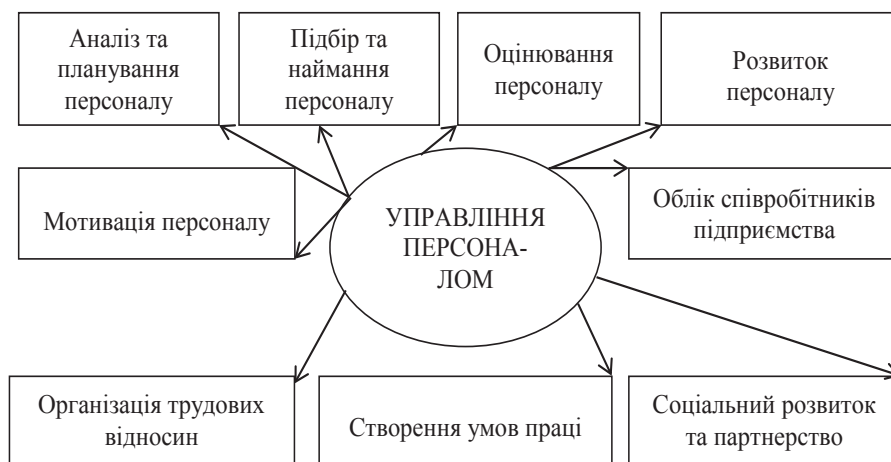 Аналіз та
планування
персоналу
Підбір та
наймання
персоналу
Оцінювання
персоналу
Розвиток
персоналу
Мотивація персоналу
УПРАВЛІННЯ
ПЕРСОНА-
ЛОМ
Облік співробітників
підприємства
Організація трудових
відносин
Створення умов праці
Соціальний розвиток
та партнерство